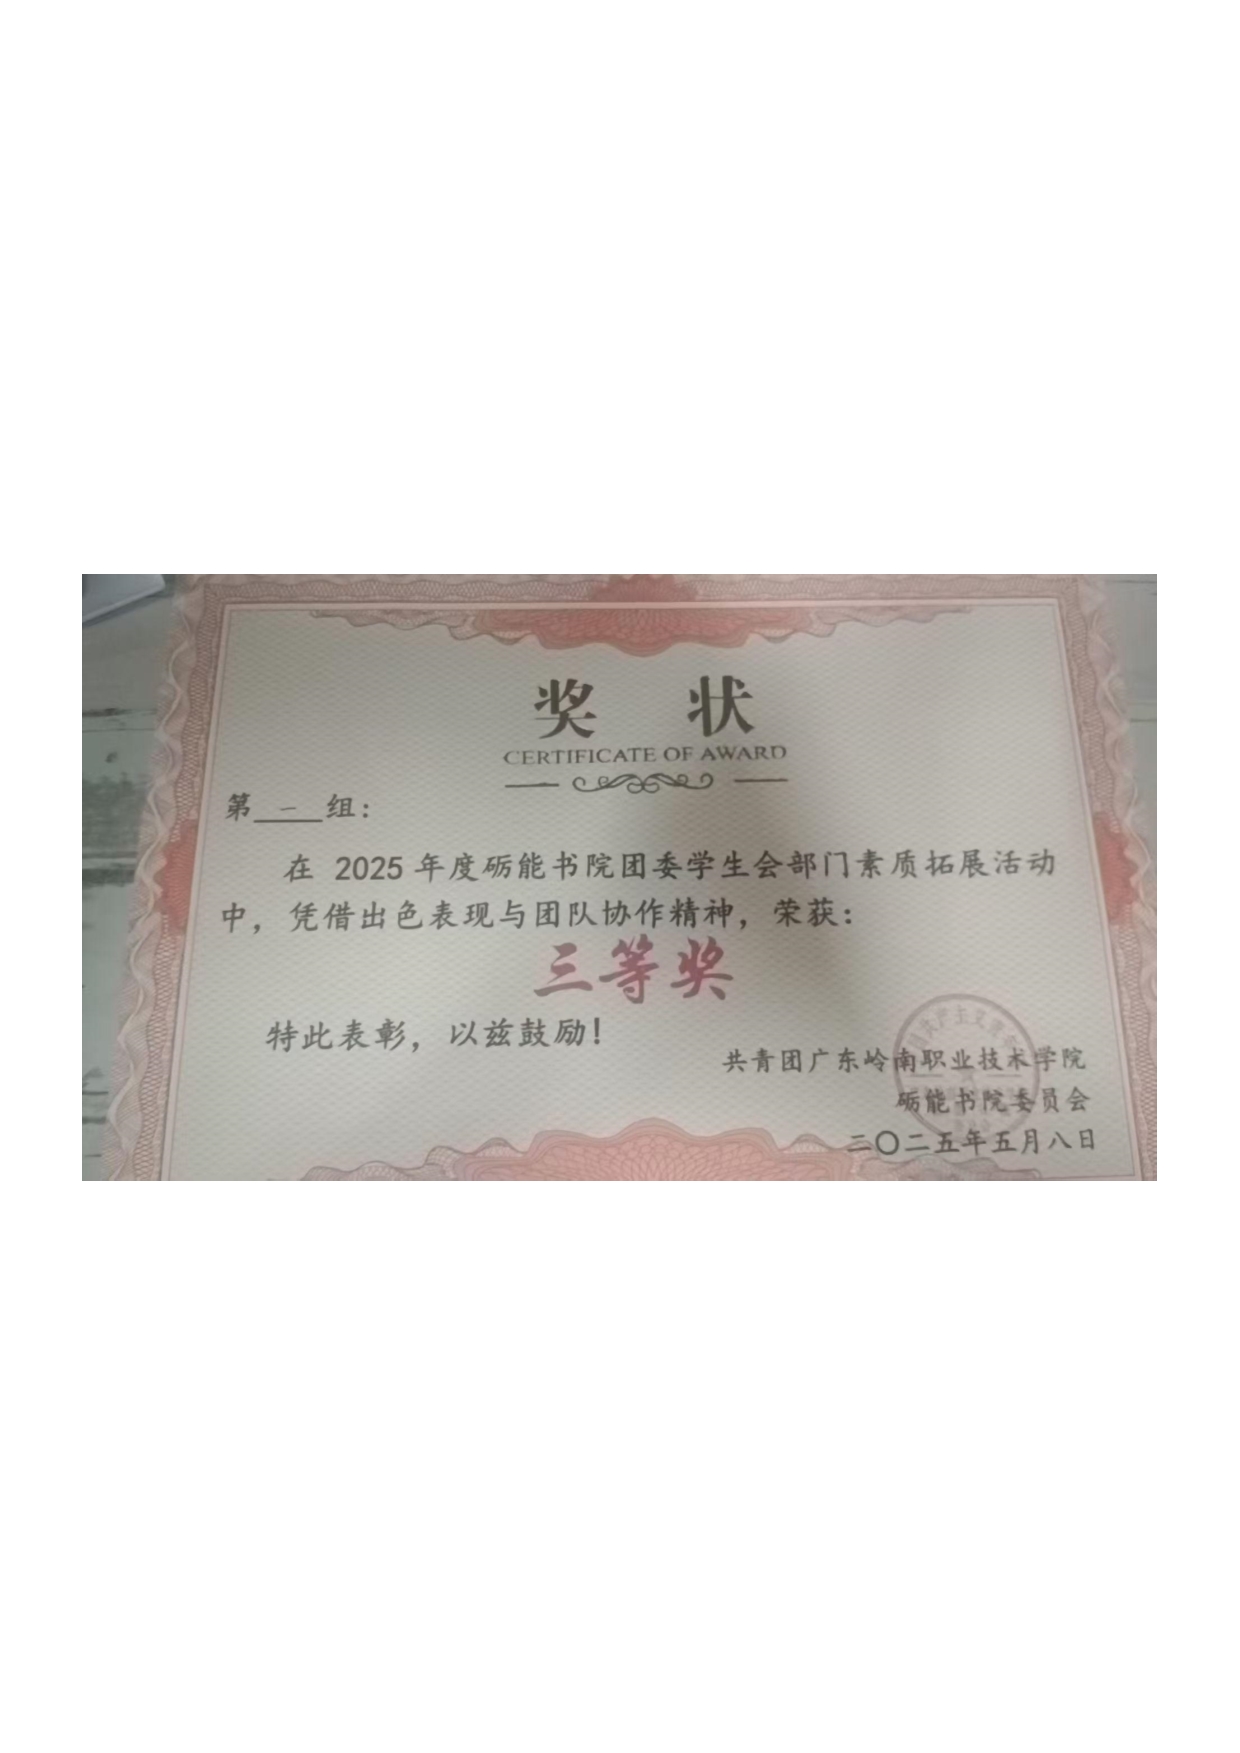 奖 状
CERTIFICATE OF AWARD
第 一 组：
在 2025 年度砺能书院团委学生会部门素质拓展活动
中，凭借出色表现与团队协作精神，荣获：
三等奖
特此表彰，以兹鼓励！
共青团广东岭南职业技术学院
砺能书院委员会
二〇二五年五月八日